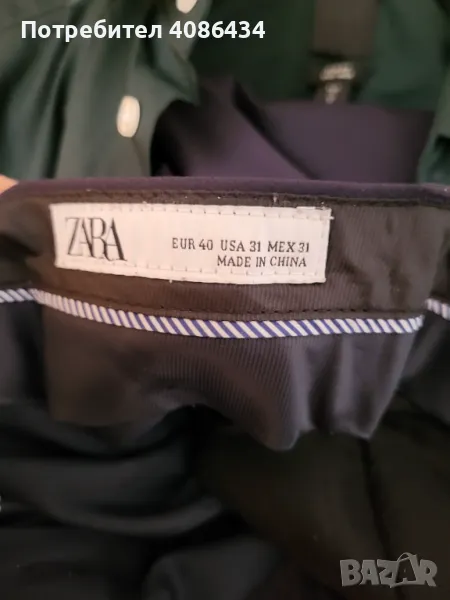 Потребител 4086434
ZARA
EUR 40 USA 31 MEX 31
MADE IN CHINA
BAZAR